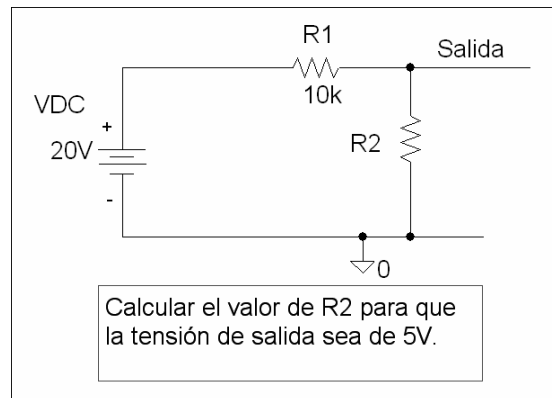 R1
Salida
10k
VDC
+
20V
R2
-
0
Calcular el valor de R2 para que
la tensión de salida sea de 5V.